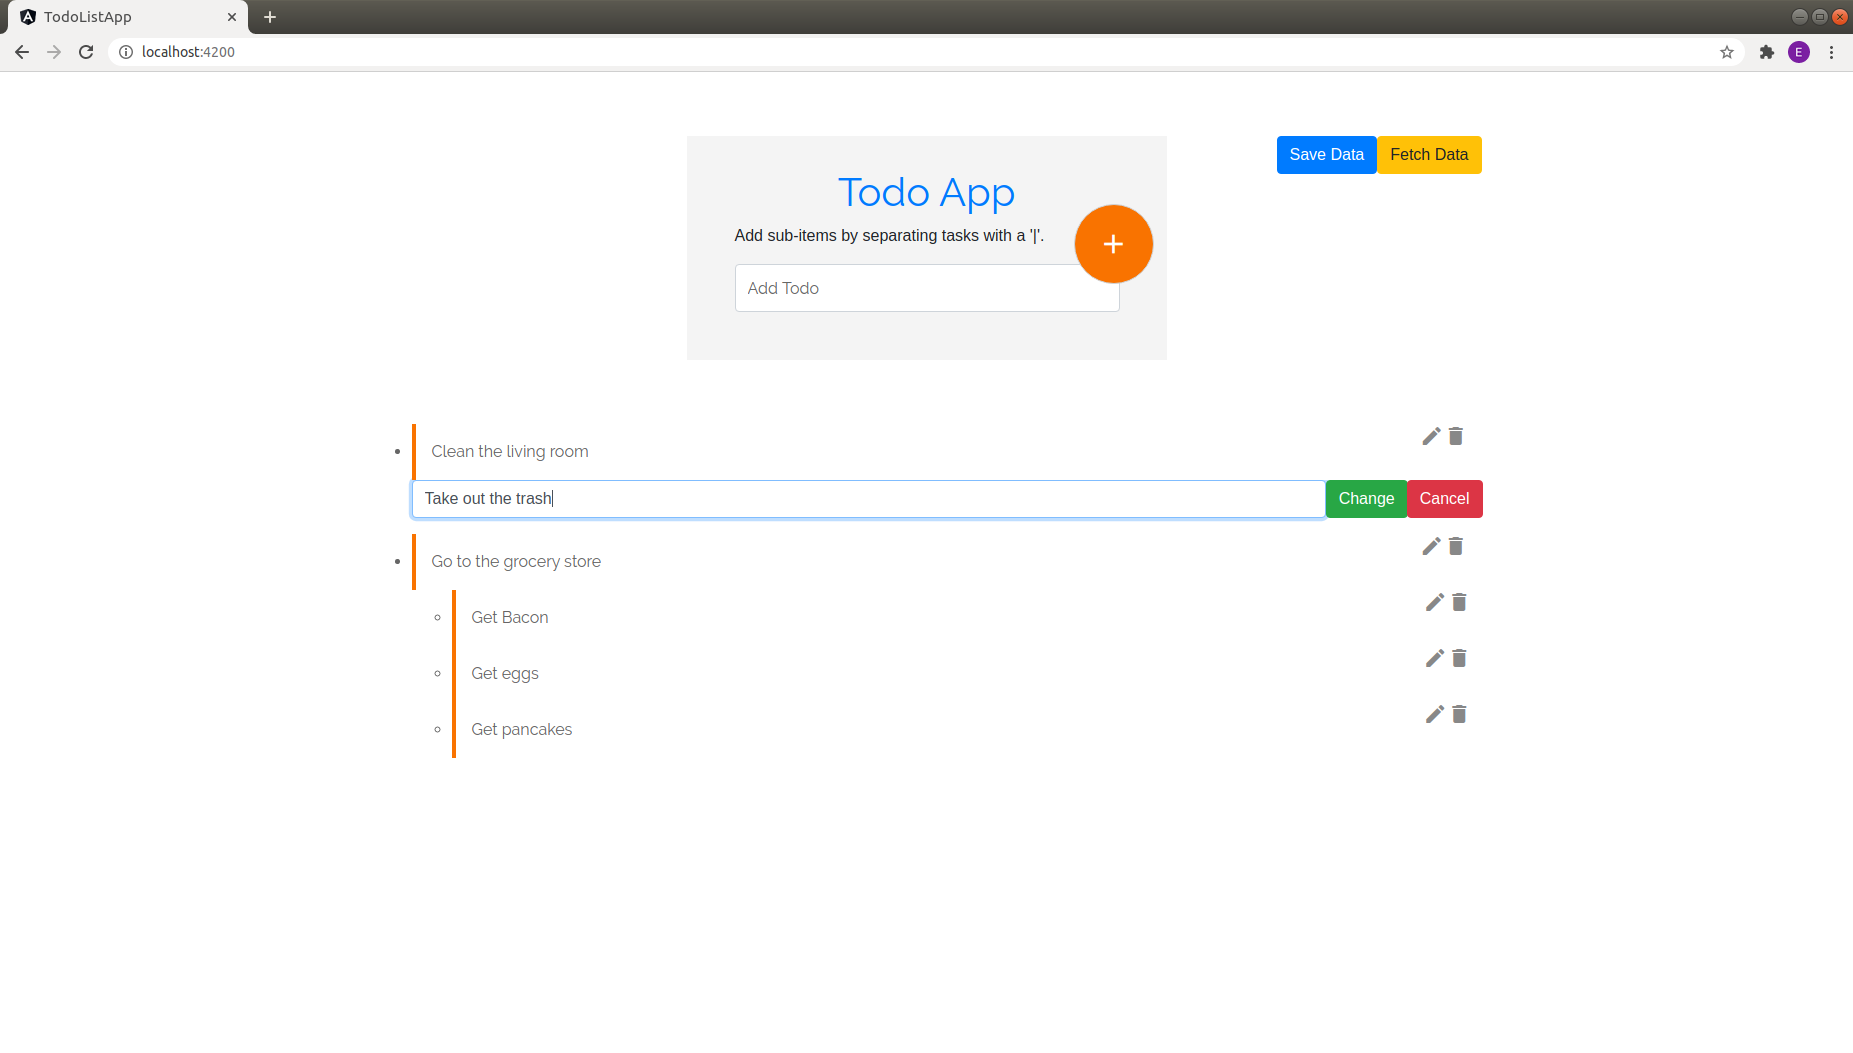 TodoListApp
localhost:4200
E
Save Data
Fetch Data
Todo App
Add sub-items by separating tasks with a '|'.
+
Add Todo
Clean the living room
Take out the trash
Change
Cancel
Go to the grocery store
Get Bacon
Get eggs
Get pancakes